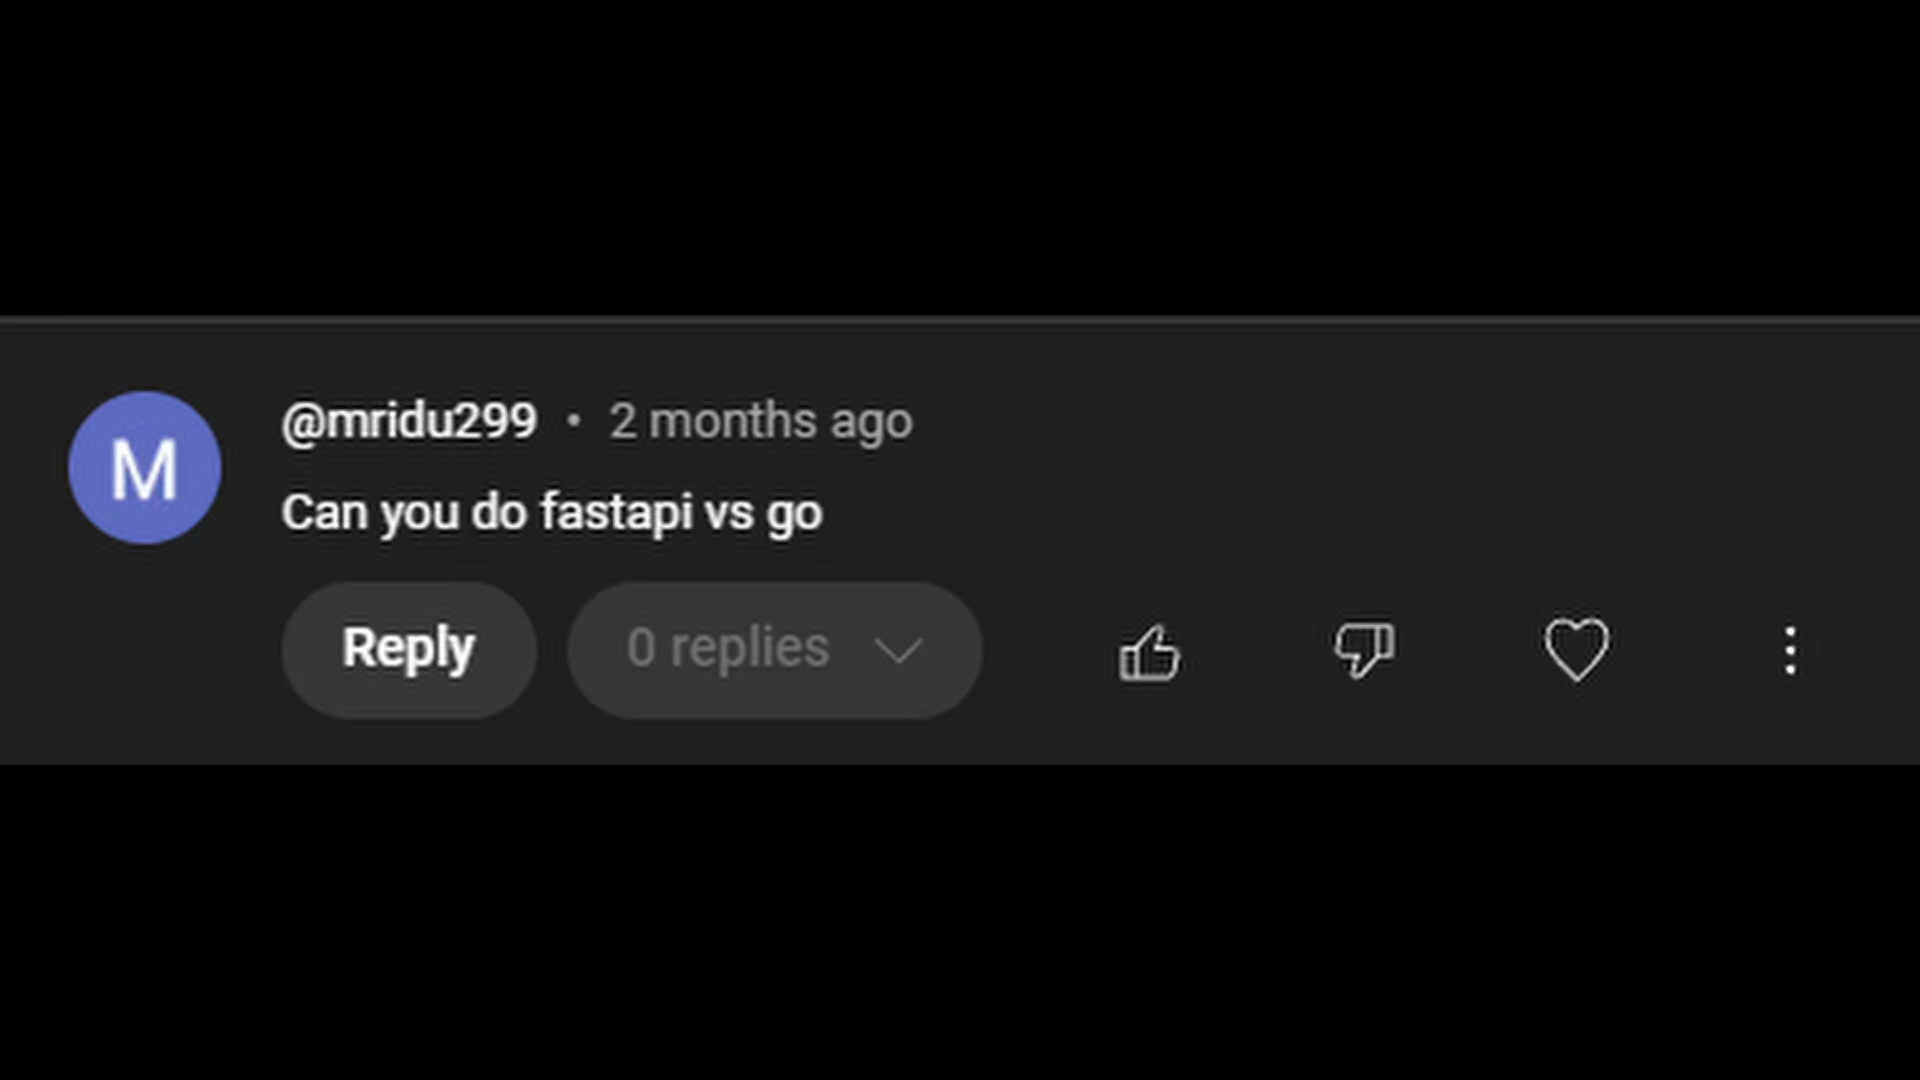 M
@mridu299 • 2 months ago
Can you do fastapi vs go
Reply 0 replies